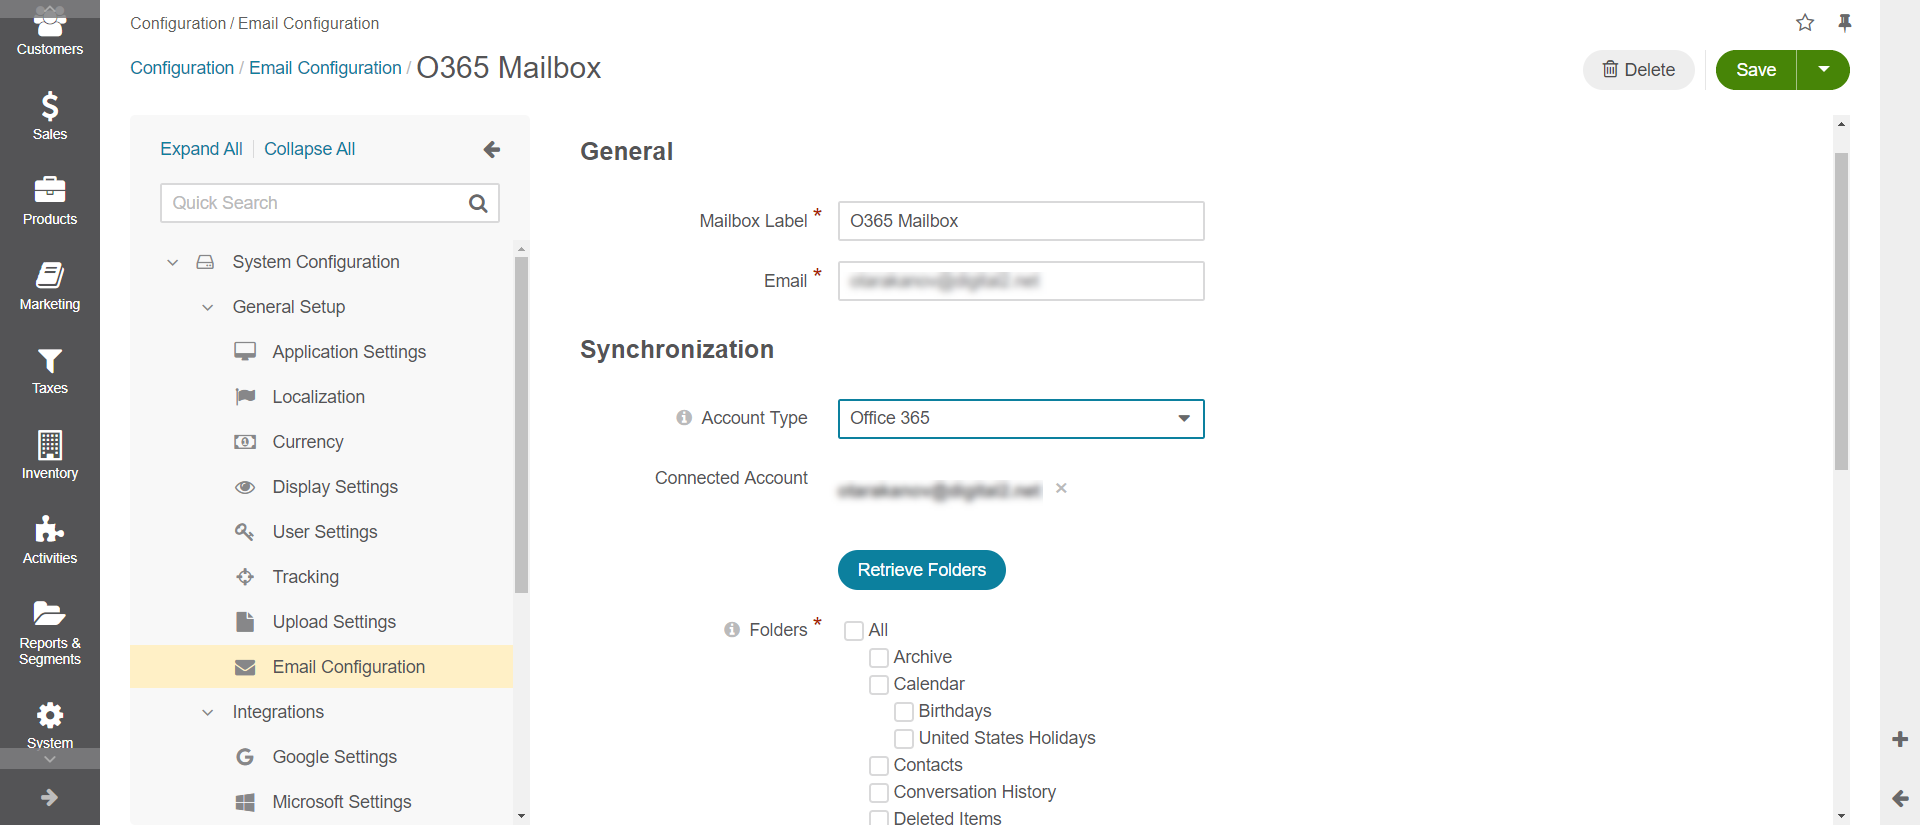 Configuration / Email Configuration
Configuration / Email Configuration / O365 Mailbox
Delete
Save
Customers
Sales
Products
Marketing
Taxes
Inventory
Activities
Reports &
Segments
System
Expand All
Collapse All
Quick Search
System Configuration
General Setup
Application Settings
Localization
Currency
Display Settings
User Settings
Tracking
Upload Settings
Email Configuration
Integrations
Google Settings
Microsoft Settings
General
Mailbox Label *
O365 Mailbox
Email *
Synchronization
Account Type
Office 365
Connected Account
Retrieve Folders
Folders *
All
Archive
Calendar
Birthdays
United States Holidays
Contacts
Conversation History
Deleted Items